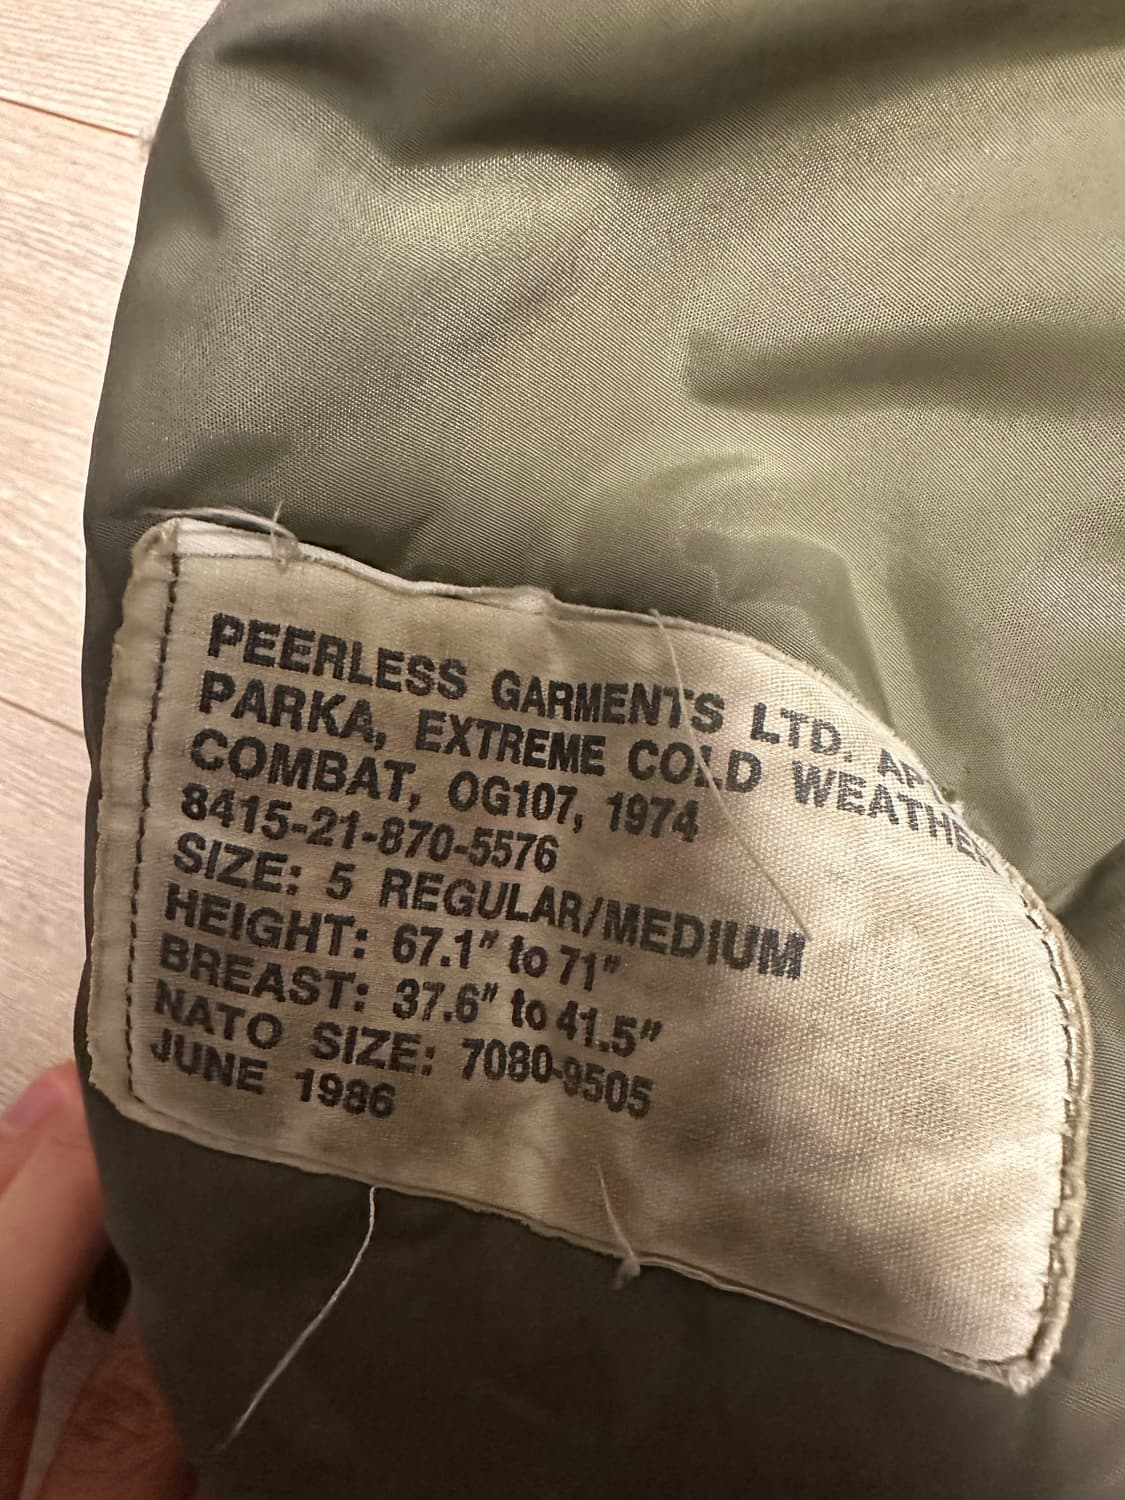 PEERLESS GARMENTS LTD. AP
PARKA, EXTREME COLD WEATHER
COMBAT, OG107, 1974
8415-21-870-5576
SIZE: 5 REGULAR/MEDIUM
HEIGHT: 67.1" to 71"
BREAST: 37.6" to 41.5"
NATO SIZE: 7080-9505
JUNE 1986